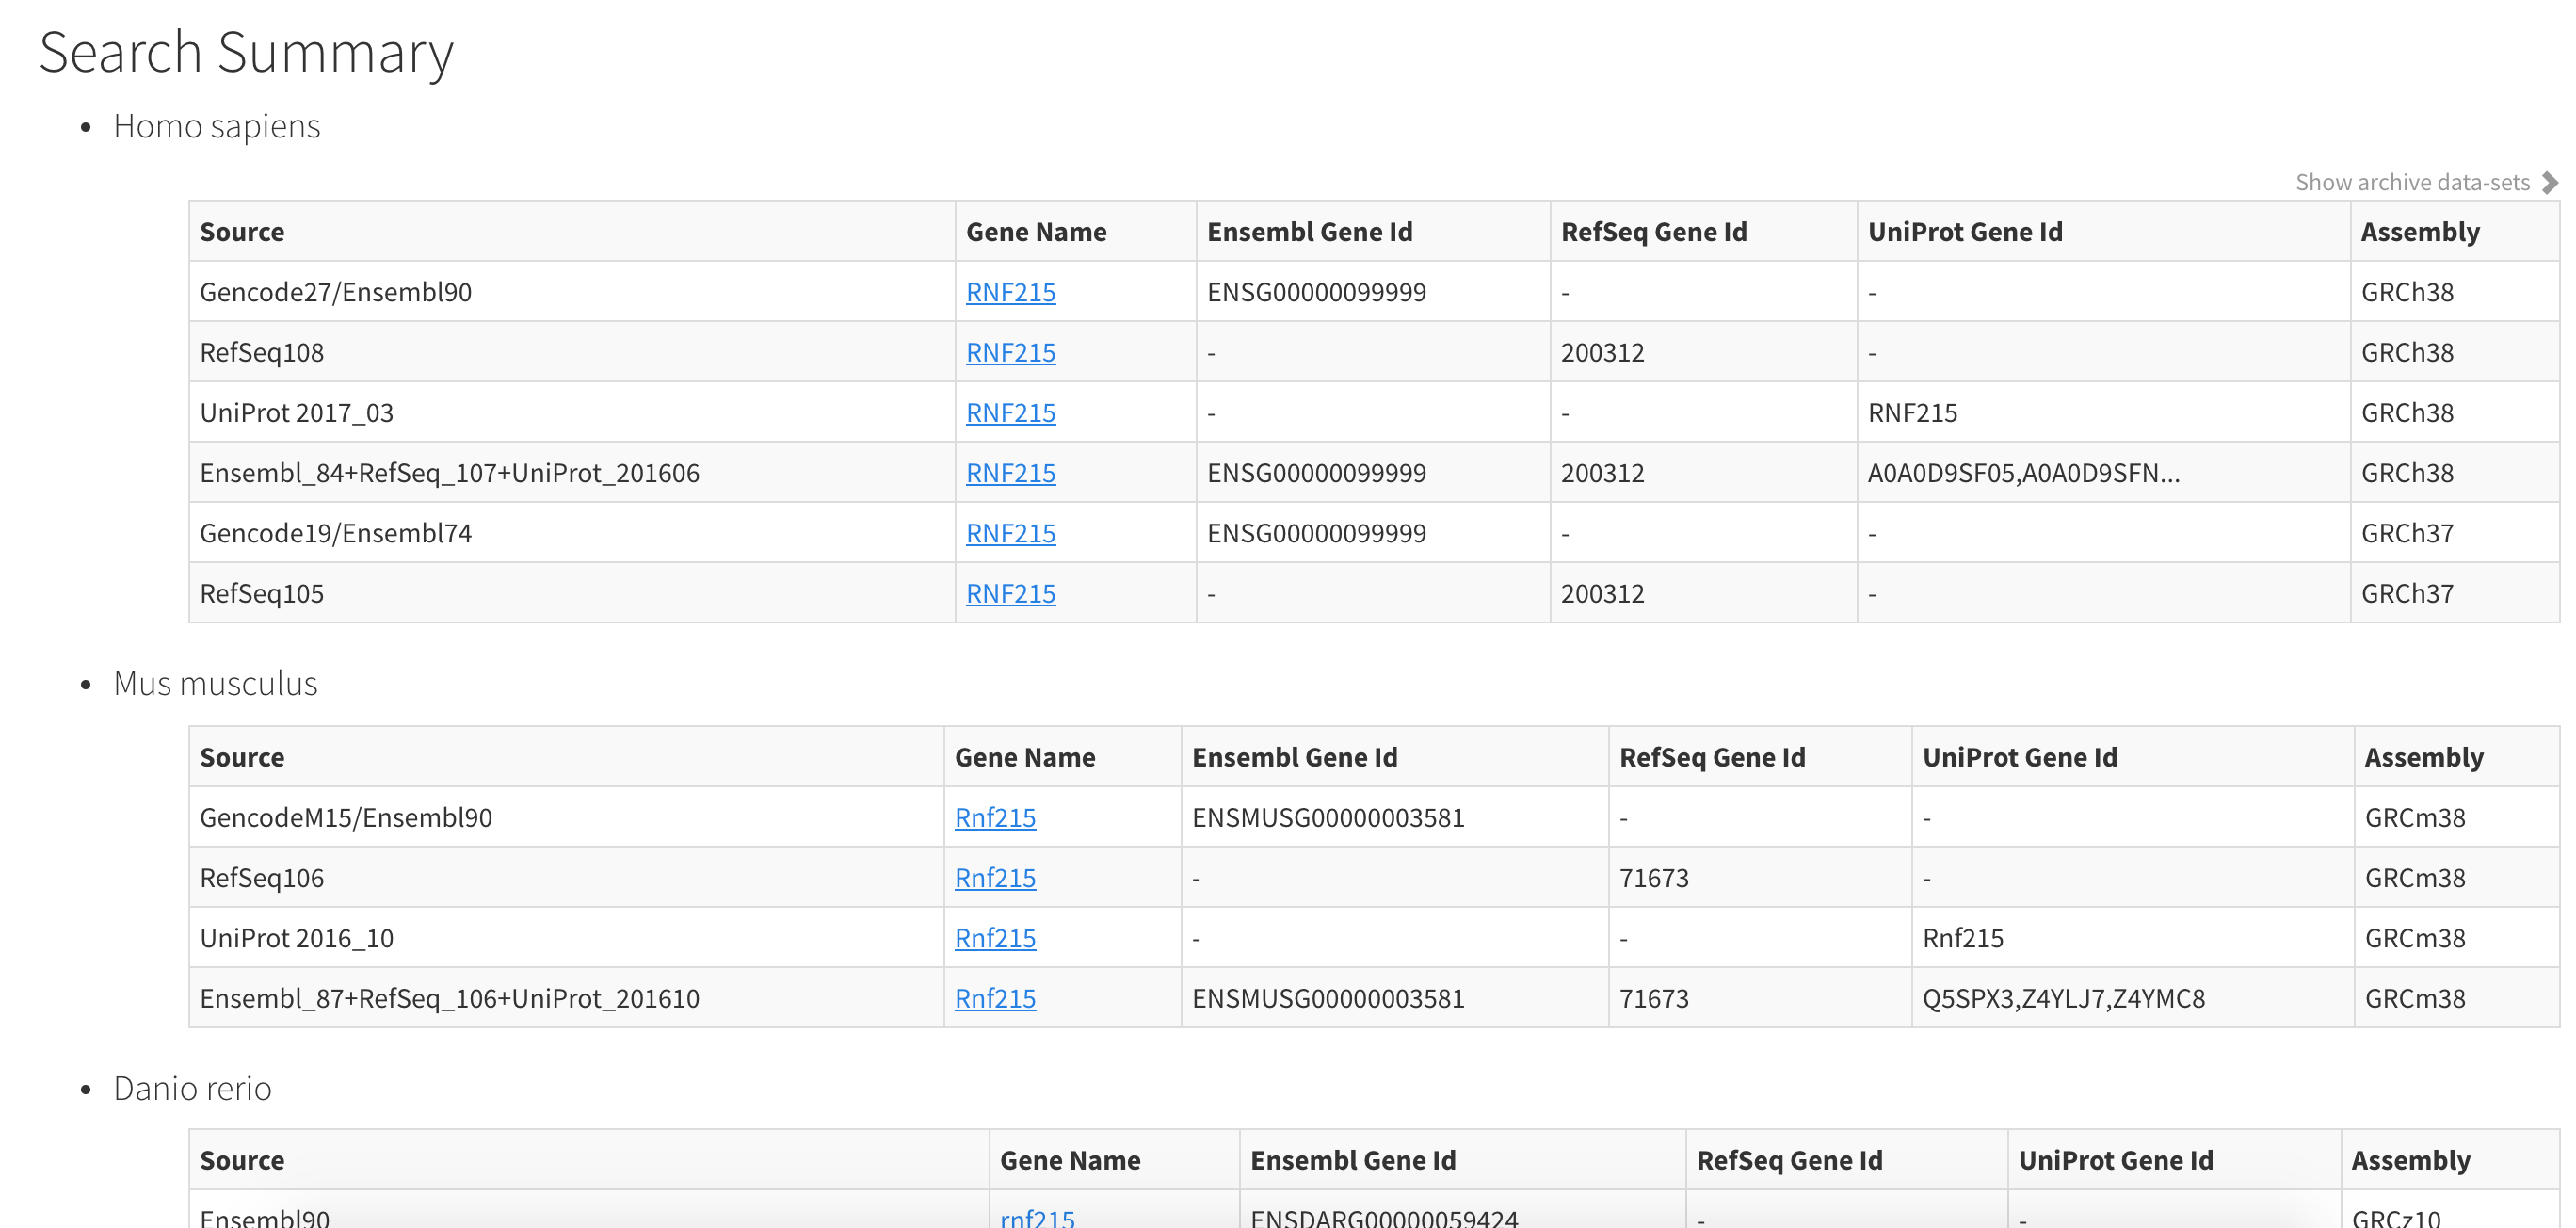 Search Summary
• Homo sapiens
Show archive data-sets
Source Gene Name Ensembl Gene Id RefSeq Gene Id UniProt Gene Id Assembly
Gencode27/Ensembl90 RNF215 ENSG00000099999 - - GRCh38
RefSeq108 RNF215 - 200312 - GRCh38
UniProt 2017_03 RNF215 - - RNF215 GRCh38
Ensembl_84+RefSeq_107+UniProt_201606 RNF215 ENSG00000099999 200312 A0A0D9SF05,A0A0D9SFN... GRCh38
Gencode19/Ensembl74 RNF215 ENSG00000099999 - - GRCh37
RefSeq105 RNF215 - 200312 - GRCh37
• Mus musculus
Source Gene Name Ensembl Gene Id RefSeq Gene Id UniProt Gene Id Assembly
GencodeM15/Ensembl90 Rnf215 ENSMUSG00000003581 - - GRCm38
RefSeq106 Rnf215 - 71673 - GRCm38
UniProt 2016_10 Rnf215 - - Rnf215 GRCm38
Ensembl_87+RefSeq_106+UniProt_201610 Rnf215 ENSMUSG00000003581 71673 Q5SPX3,Z4YLJ7,Z4YMC8 GRCm38
• Danio rerio
Source Gene Name Ensembl Gene Id RefSeq Gene Id UniProt Gene Id Assembly
Ensembl90 rnf215 ENSDARG00000059424 - - GRCz10